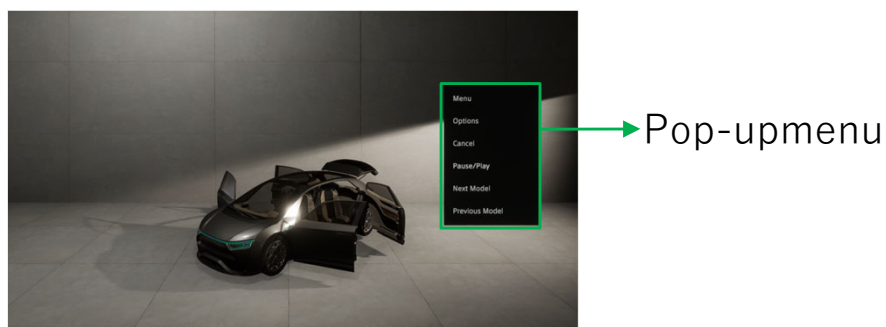 Menu
Options
Cancel
Pause/Play
Next Model
Previous Model
Pop-upmenu